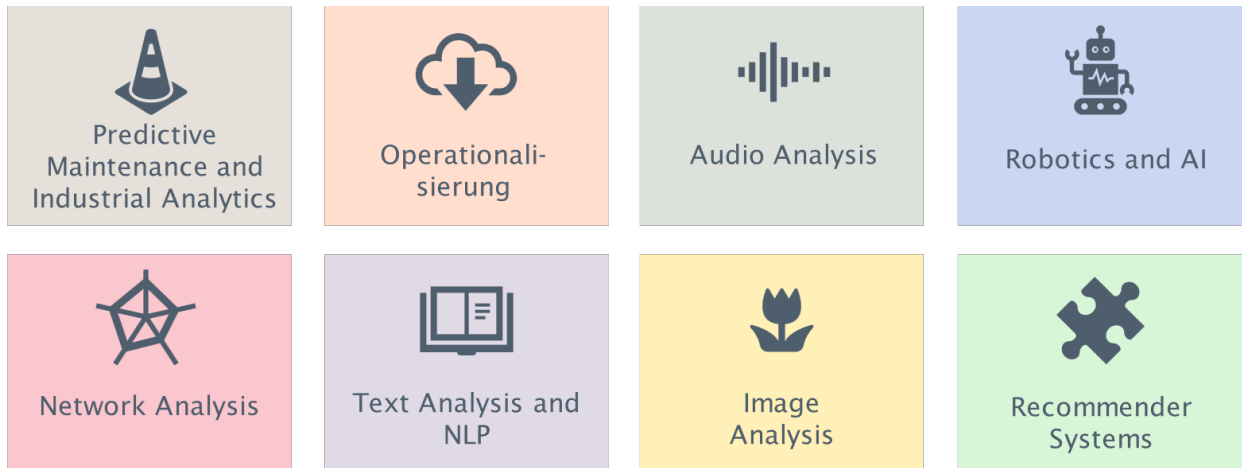 Predictive
Maintenance and
Industrial Analytics
Operationali-
sierung
Audio Analysis
Robotics and AI
Network Analysis
Text Analysis and
NLP
Image
Analysis
Recommender
Systems